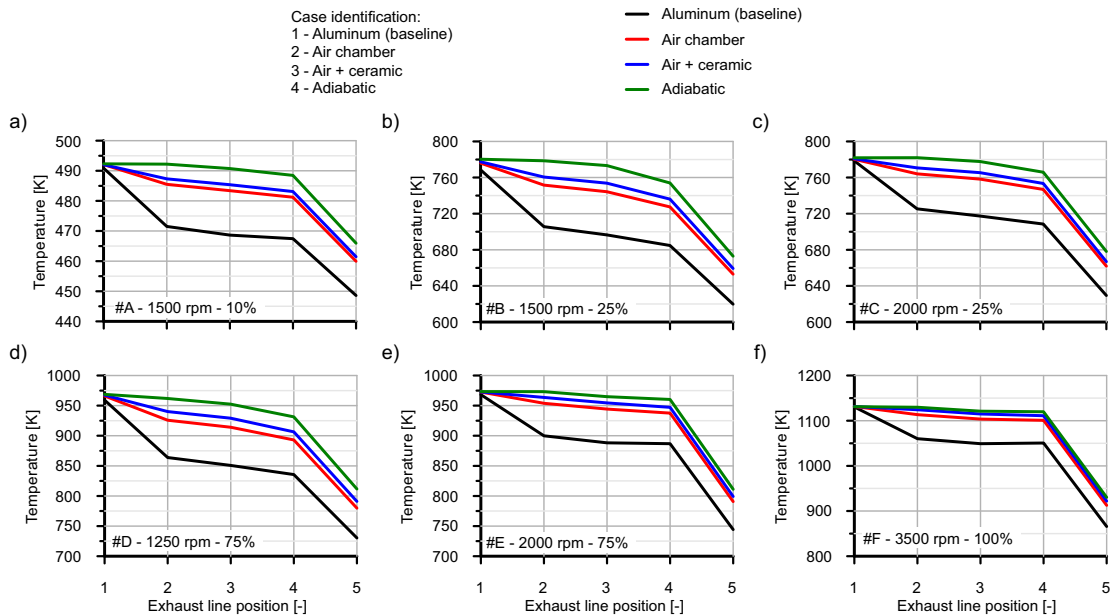 Case identification:
1 - Aluminum (baseline)
2 - Air chamber
3 - Air + ceramic
4 - Adiabatic
Aluminum (baseline)
Air chamber
Air + ceramic
Adiabatic
a)
Temperature [K]
500
490
480
470
460
450
440
#A - 1500 rpm - 10%
b)
Temperature [K]
800
760
720
680
640
600
#B - 1500 rpm - 25%
c)
Temperature [K]
800
760
720
680
640
600
#C - 2000 rpm - 25%
d)
Temperature [K]
1000
950
900
850
800
750
700
#D - 1250 rpm - 75%
1 2 3 4 5
Exhaust line position [-]
e)
Temperature [K]
1000
950
900
850
800
750
700
#E - 2000 rpm - 75%
1 2 3 4 5
Exhaust line position [-]
f)
Temperature [K]
1200
1100
1000
900
800
#F - 3500 rpm - 100%
1 2 3 4 5
Exhaust line position [-]